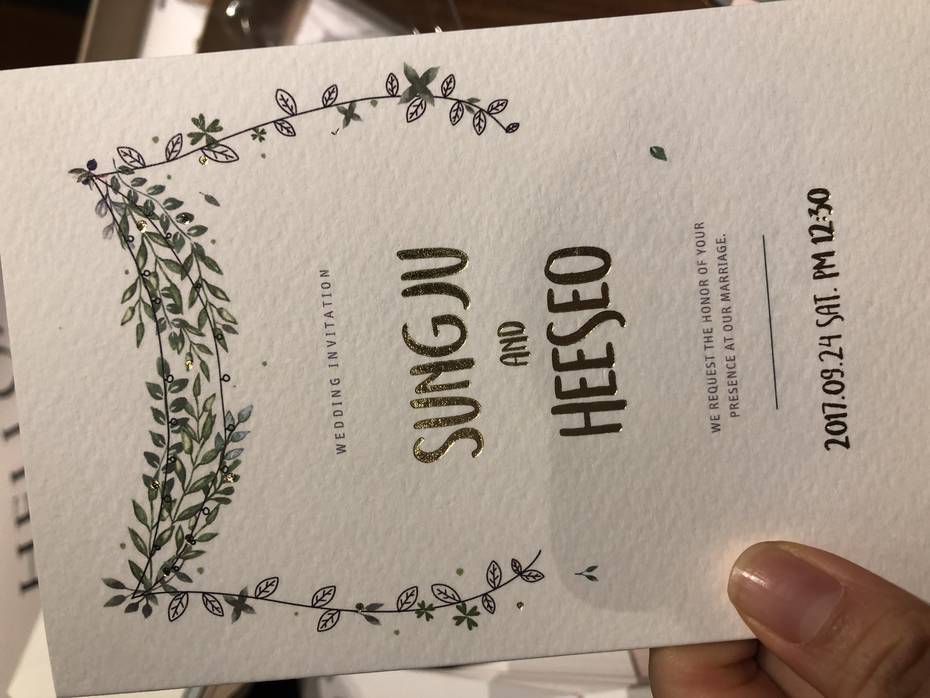 WEDDING INVITATION
SUNGJU
AND
HEESEO
WE REQUEST THE HONOR OF YOUR
PRESENCE AT OUR MARRIAGE.
2017.09.24 SAT. PM 12:30